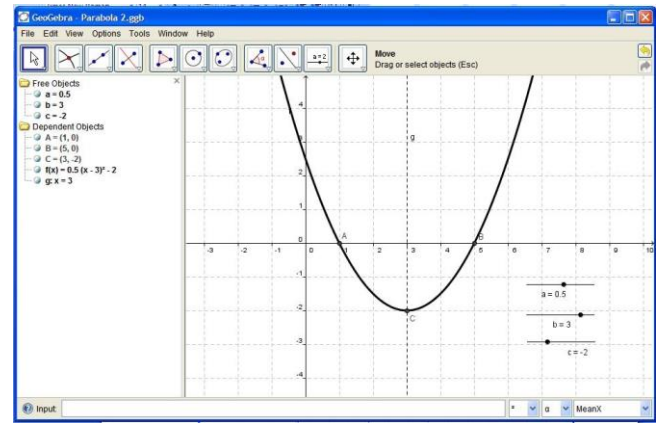 GeoGebra - Parabola 2.ggb
File Edit View Options Tools Window Help
a=2
Move
Drag or select objects (Esc)
Free Objects
a = 0.5
b = 3
c = -2
Dependent Objects
A = (1, 0)
B = (5, 0)
C = (3, -2)
f(x) = 0.5 (x - 3)² - 2
g: x = 3
4
3
g
2
1
0
A
B
-3 -2 -1 0 1 2 3 4 5 6 7 8 9 10
-1
a = 0.5
-2
C
b = 3
-3
c = -2
-4
Input:
α
MeanX